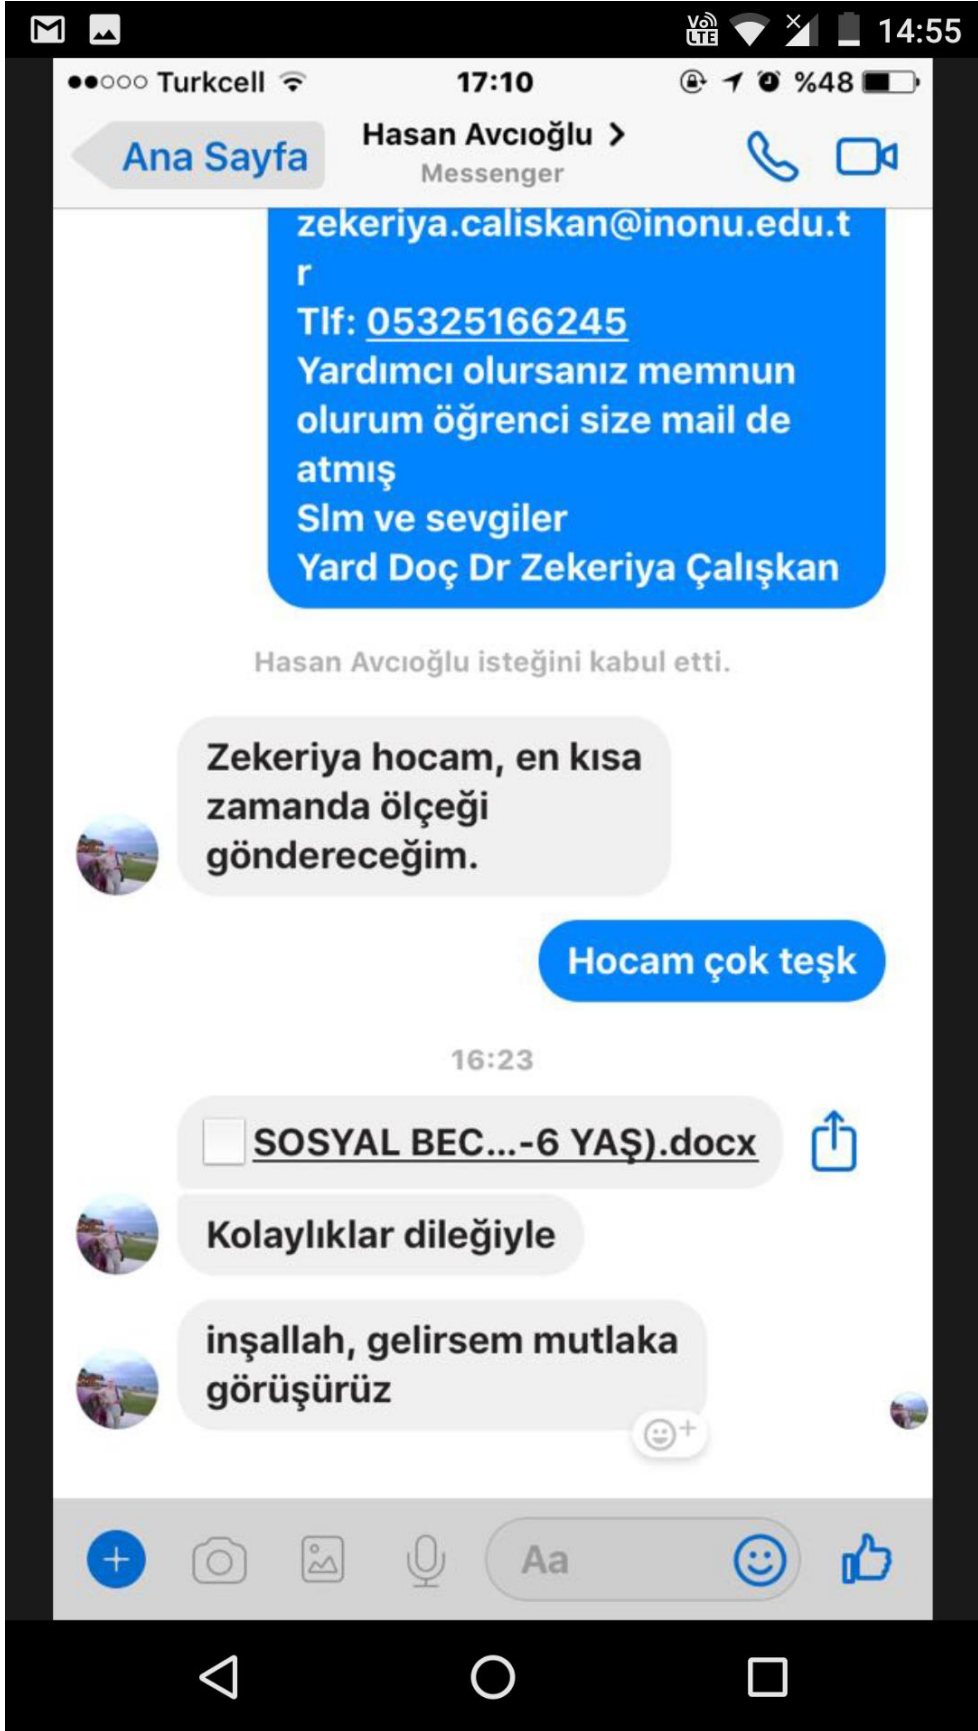 14:55
Turkcell
17:10
%48
Ana Sayfa
Hasan Avcıoğlu
Messenger
zekeriya.caliskan@inonu.edu.t
r
Tlf: 05325166245
Yardımcı olursanız memnun
olurum öğrenci size mail de
atmış
Slm ve sevgiler
Yard Doç Dr Zekeriya Çalışkan
Hasan Avcıoğlu isteğini kabul etti.
Zekeriya hocam, en kısa
zamanda ölçeği
göndereceğim.
Hocam çok teşk
16:23
SOSYAL BEC...-6 YAŞ).docx
Kolaylıklar dileğiyle
inşallah, gelirsem mutlaka
görüşürüz
Aa